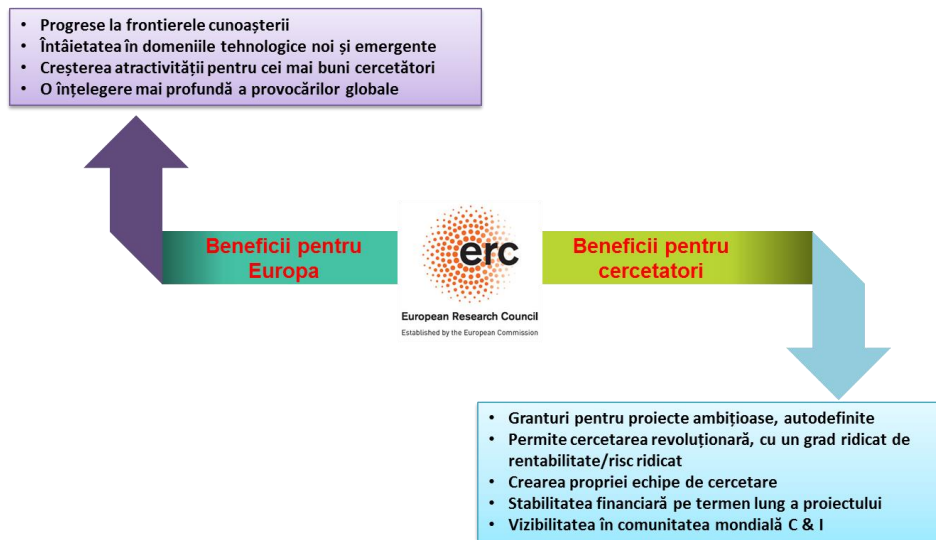 • Progrese la frontierele cunoașterii
• Întâietatea în domeniile tehnologice noi și emergente
• Creșterea atractivității pentru cei mai buni cercetători
• O înțelegere mai profundă a provocărilor globale
Beneficii pentru
Europa
erc
European Research Council
Established by the European Commission
Beneficii pentru
cercetatori
• Granturi pentru proiecte ambițioase, autodefinite
• Permite cercetarea revoluționară, cu un grad ridicat de
rentabilitate/risc ridicat
• Crearea propriei echipe de cercetare
• Stabilitatea financiară pe termen lung a proiectului
• Vizibilitatea în comunitatea mondială C & I